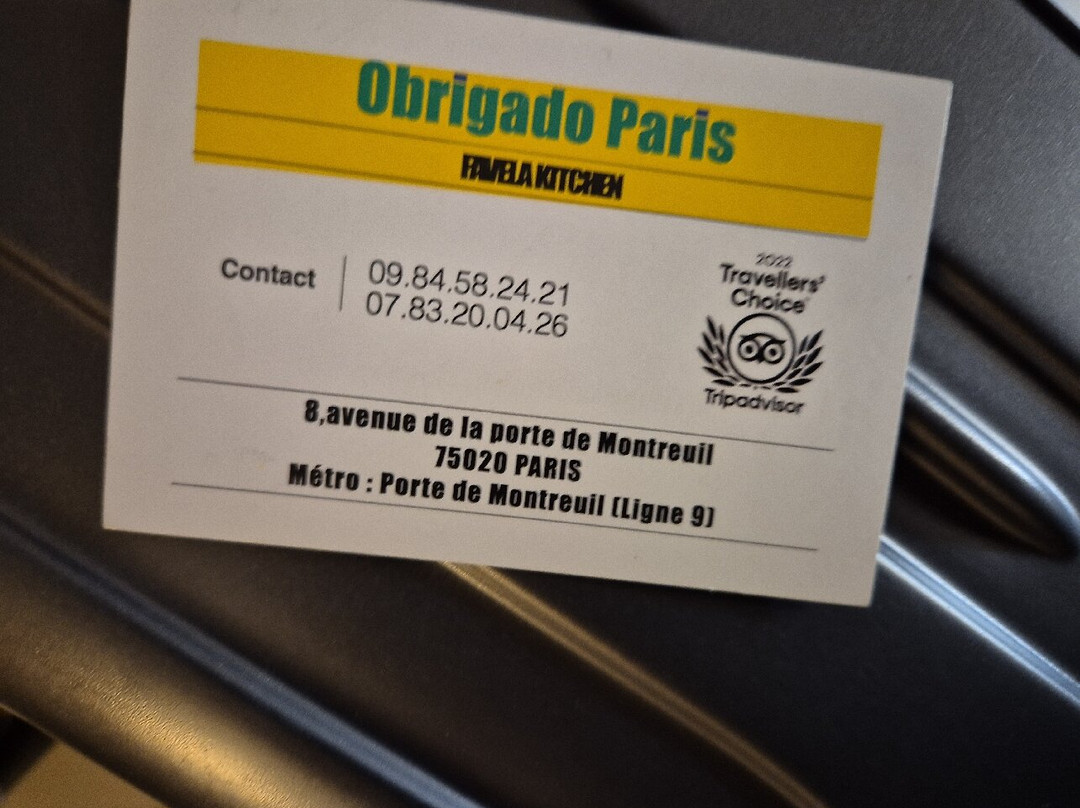 Obrigado Paris
FAVELA KITCHEN
Contact
09.84.58.24.21
07.83.20.04.26
2022
Travellers'
Choice
Tripadvisor
8,avenue de la porte de Montreuil
75020 PARIS
Métro : Porte de Montreuil (Ligne 9)